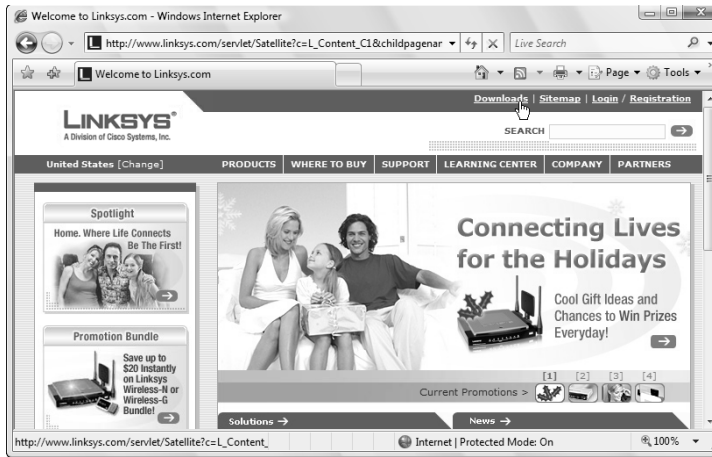 Welcome to Linksys.com - Windows Internet Explorer
http://www.linksys.com/servlet/Satellite?c=L_Content_C1&childpagenar
Live Search
Welcome to Linksys.com
Page
Tools
Downloads | Sitemap | Login / Registration
LINKSYS®
A Division of Cisco Systems, Inc.
SEARCH
United States [Change]
PRODUCTS
WHERE TO BUY
SUPPORT
LEARNING CENTER
COMPANY
PARTNERS
Spotlight
Home. Where Life Connects
Be The First!
Promotion Bundle
Save up to
$20 Instantly
on Linksys
Wireless-N or
Wireless-G
Bundle!
Connecting Lives
for the Holidays
Cool Gift Ideas and
Chances to Win Prizes
Everyday!
[1] [2] [3] [4]
Current Promotions >
Solutions →
News →
http://www.linksys.com/servlet/Satellite?c=L_Content_
Internet | Protected Mode: On
100%